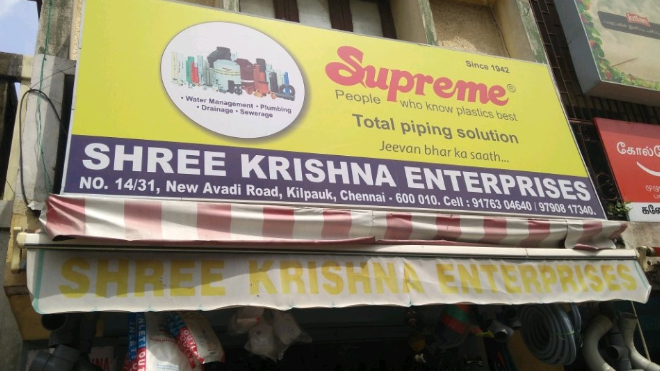 Since 1942
Supreme®
People who know plastics best
• Water Management • Plumbing
• Drainage • Sewerage
Total piping solution
Jeevan bhar ka saath...
SHREE KRISHNA ENTERPRISES
NO. 14/31, New Avadi Road, Kilpauk, Chennai - 600 010. Cell : 91763 04640 / 97908 17340.
SHREE KRISHNA ENTERPRISES